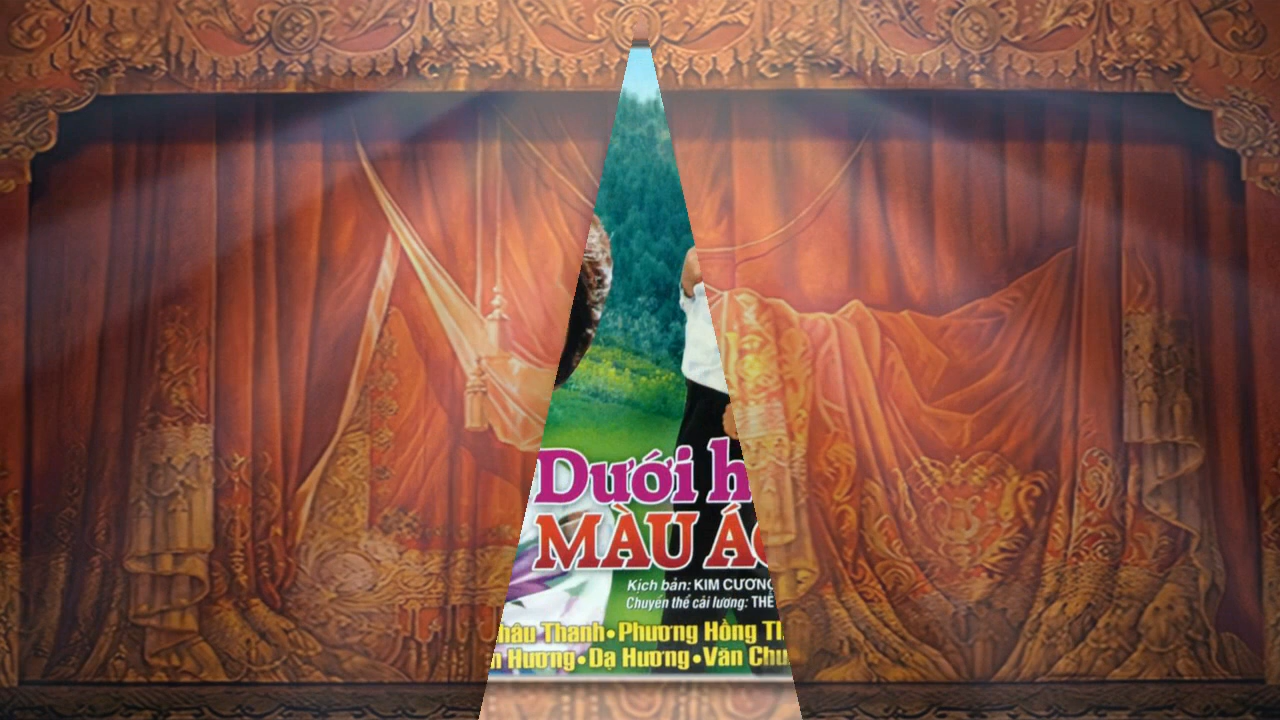 Dưới h
MÀU ÁO
Kịch bản: KIM CƯƠNG
Chuyển thể cải lương: THẾ
hâu Thanh • Phương Hồng Th
n Hương • Dạ Hương • Văn Chu